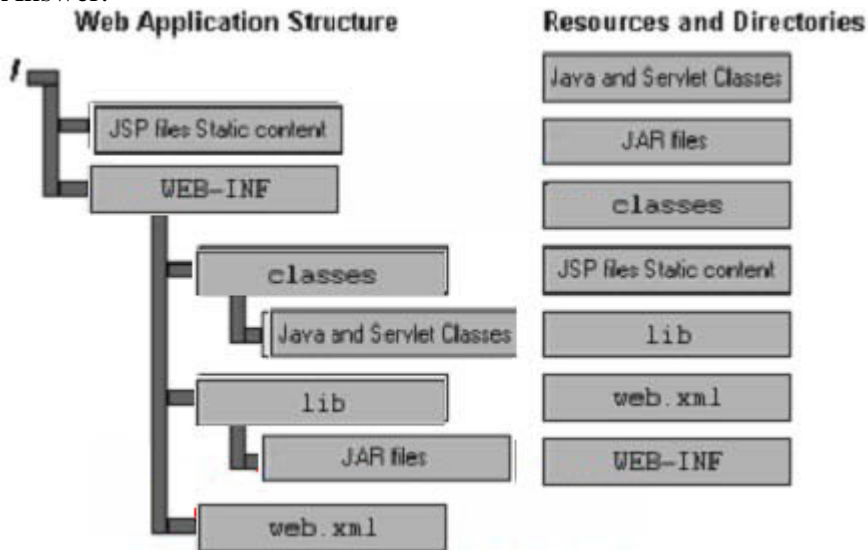 Web Application Structure
/
JSP files Static content
WEB-INF
classes
Java and Servlet Classes
lib
JAR files
web.xml
Resources and Directories
Java and Servlet Classes
JAR files
classes
JSP files Static content
lib
web.xml
WEB-INF